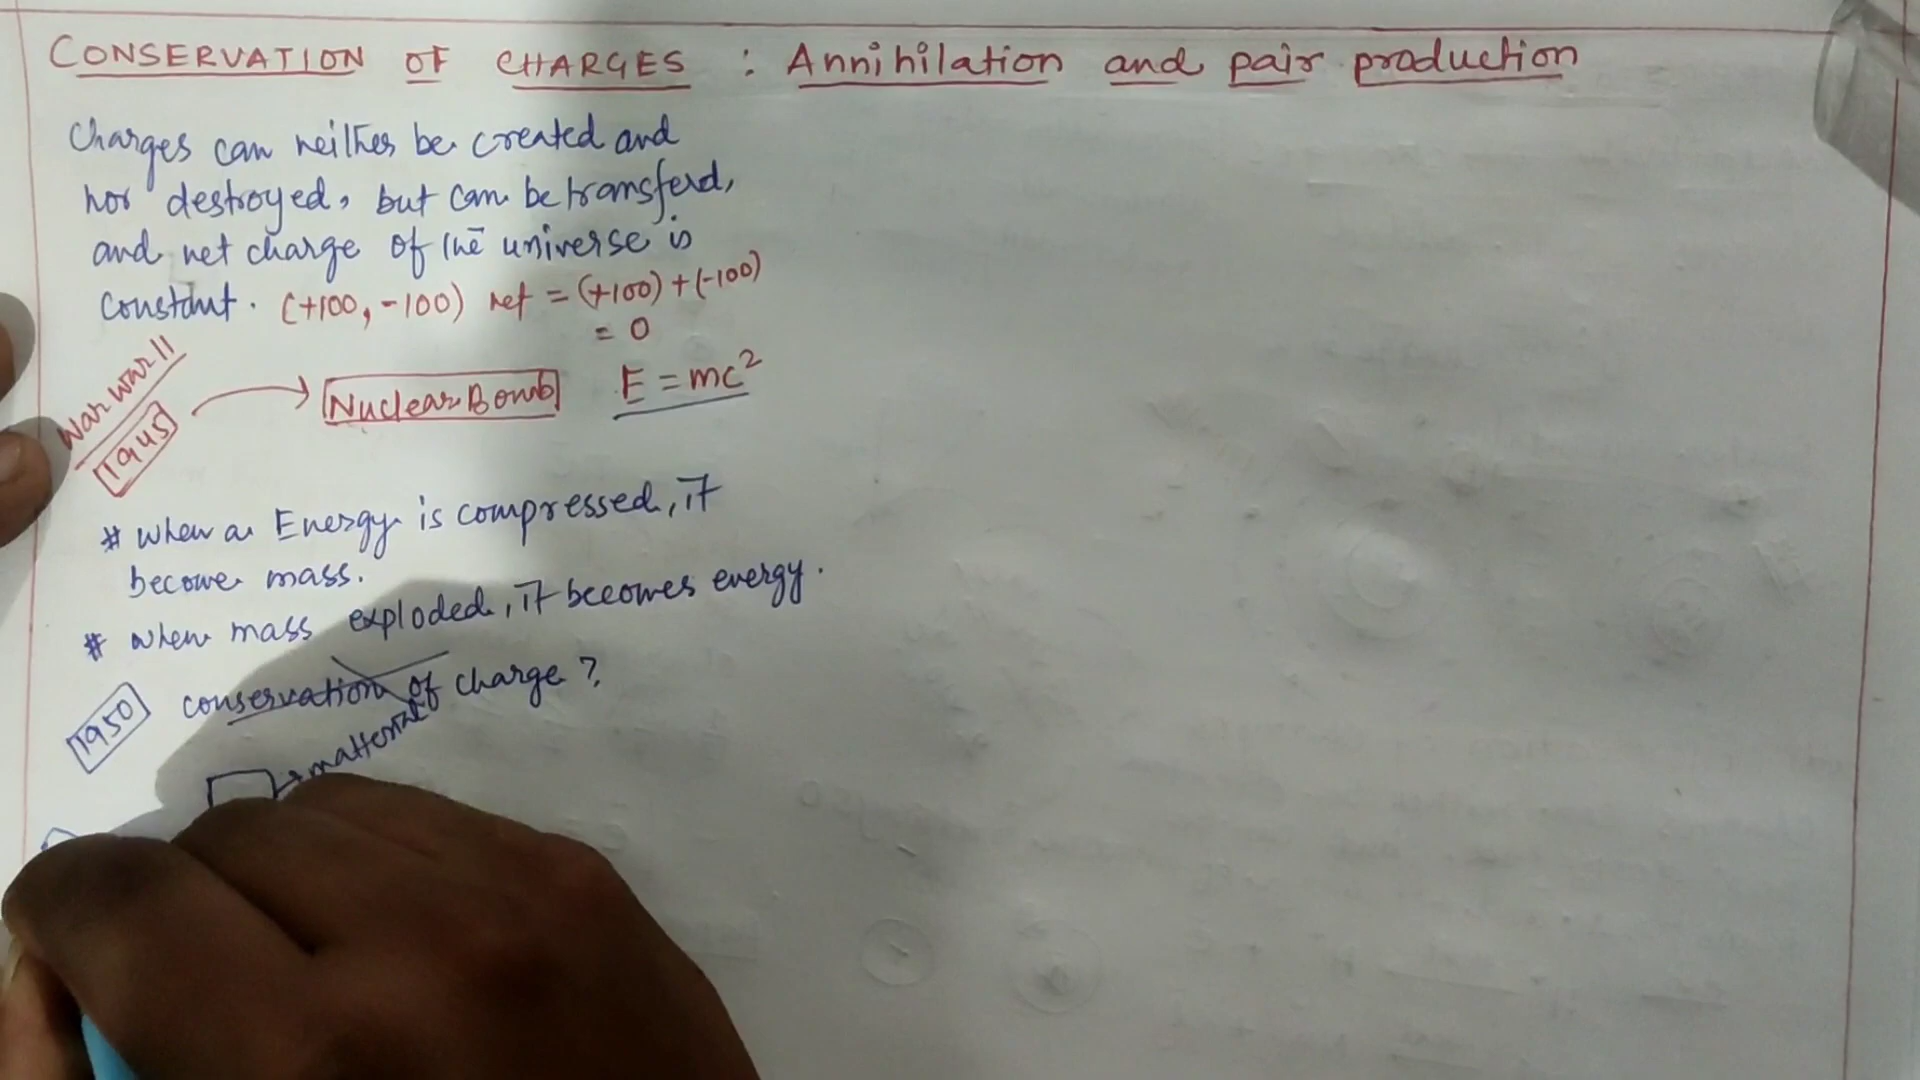 CONSERVATION OF CHARGES : Annihilation and pair production
Charges can neither be created and
nor destroyed, but can be transferd,
and net charge of the universe is
constant. (+100, -100) net = (+100) + (-100)
= 0
War war II
1945
Nuclear Bomb
E = mc²
# when a Energy is compressed, it
become mass.
# when mass exploded, it becomes energy.
1950 conservation of charge ?
matterial